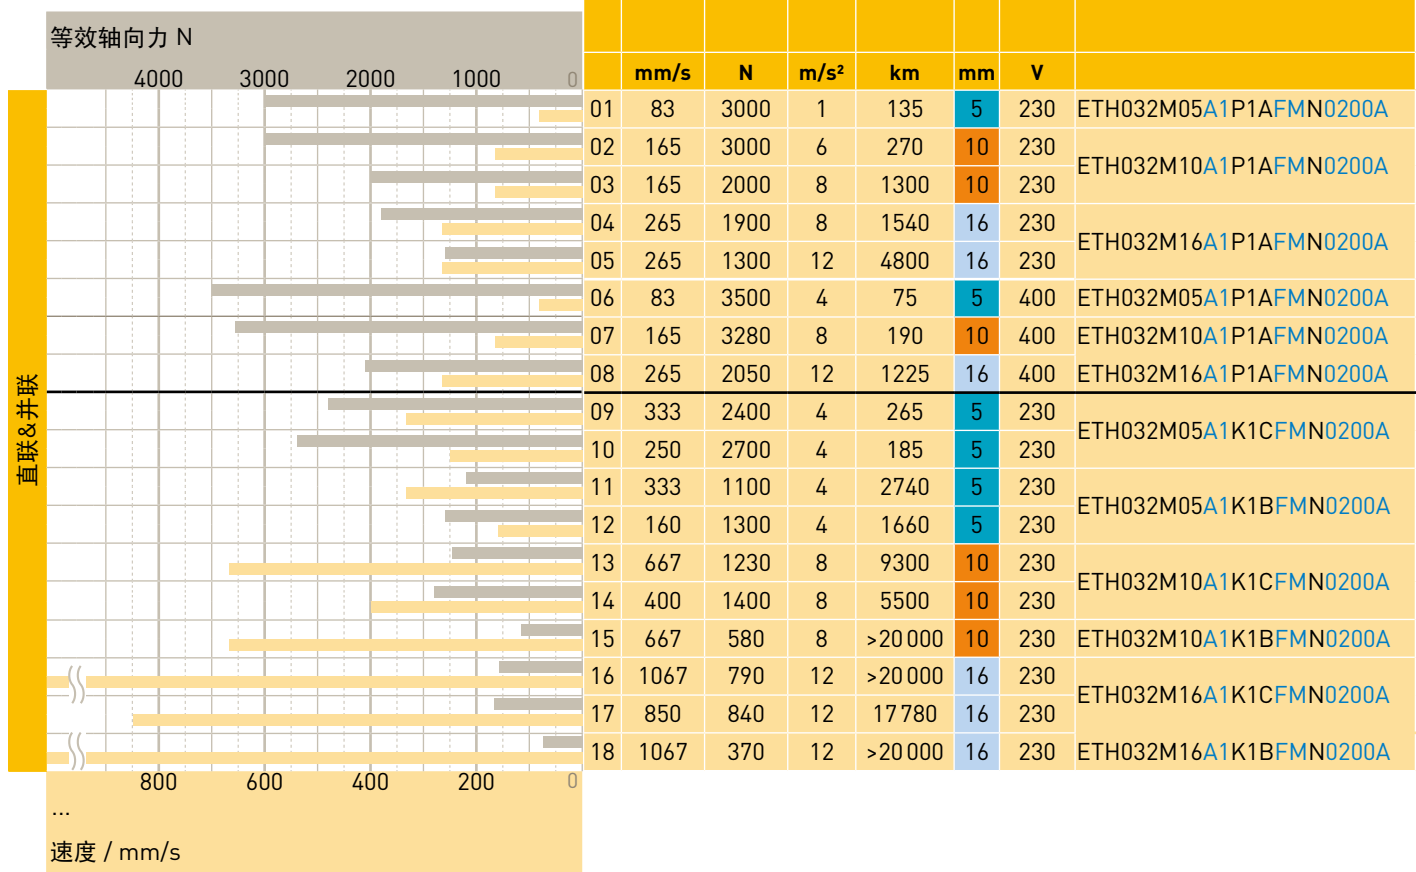 等效轴向力 N
4000 3000 2000 1000 0
mm/s N m/s² km mm V
直联&并联
01 83 3000 1 135 5 230 ETH032M05A1P1AFMN0200A
02 165 3000 6 270 10 230
ETH032M10A1P1AFMN0200A
03 165 2000 8 1300 10 230
04 265 1900 8 1540 16 230
ETH032M16A1P1AFMN0200A
05 265 1300 12 4800 16 230
06 83 3500 4 75 5 400 ETH032M05A1P1AFMN0200A
07 165 3280 8 190 10 400 ETH032M10A1P1AFMN0200A
08 265 2050 12 1225 16 400 ETH032M16A1P1AFMN0200A
09 333 2400 4 265 5 230
ETH032M05A1K1CFMN0200A
10 250 2700 4 185 5 230
11 333 1100 4 2740 5 230
ETH032M05A1K1BFMN0200A
12 160 1300 4 1660 5 230
13 667 1230 8 9300 10 230
ETH032M10A1K1CFMN0200A
14 400 1400 8 5500 10 230
15 667 580 8 >20 000 10 230 ETH032M10A1K1BFMN0200A
16 1067 790 12 >20 000 16 230
ETH032M16A1K1CFMN0200A
17 850 840 12 17 780 16 230
18 1067 370 12 >20 000 16 230 ETH032M16A1K1BFMN0200A
800 600 400 200 0
...
速度 / mm/s